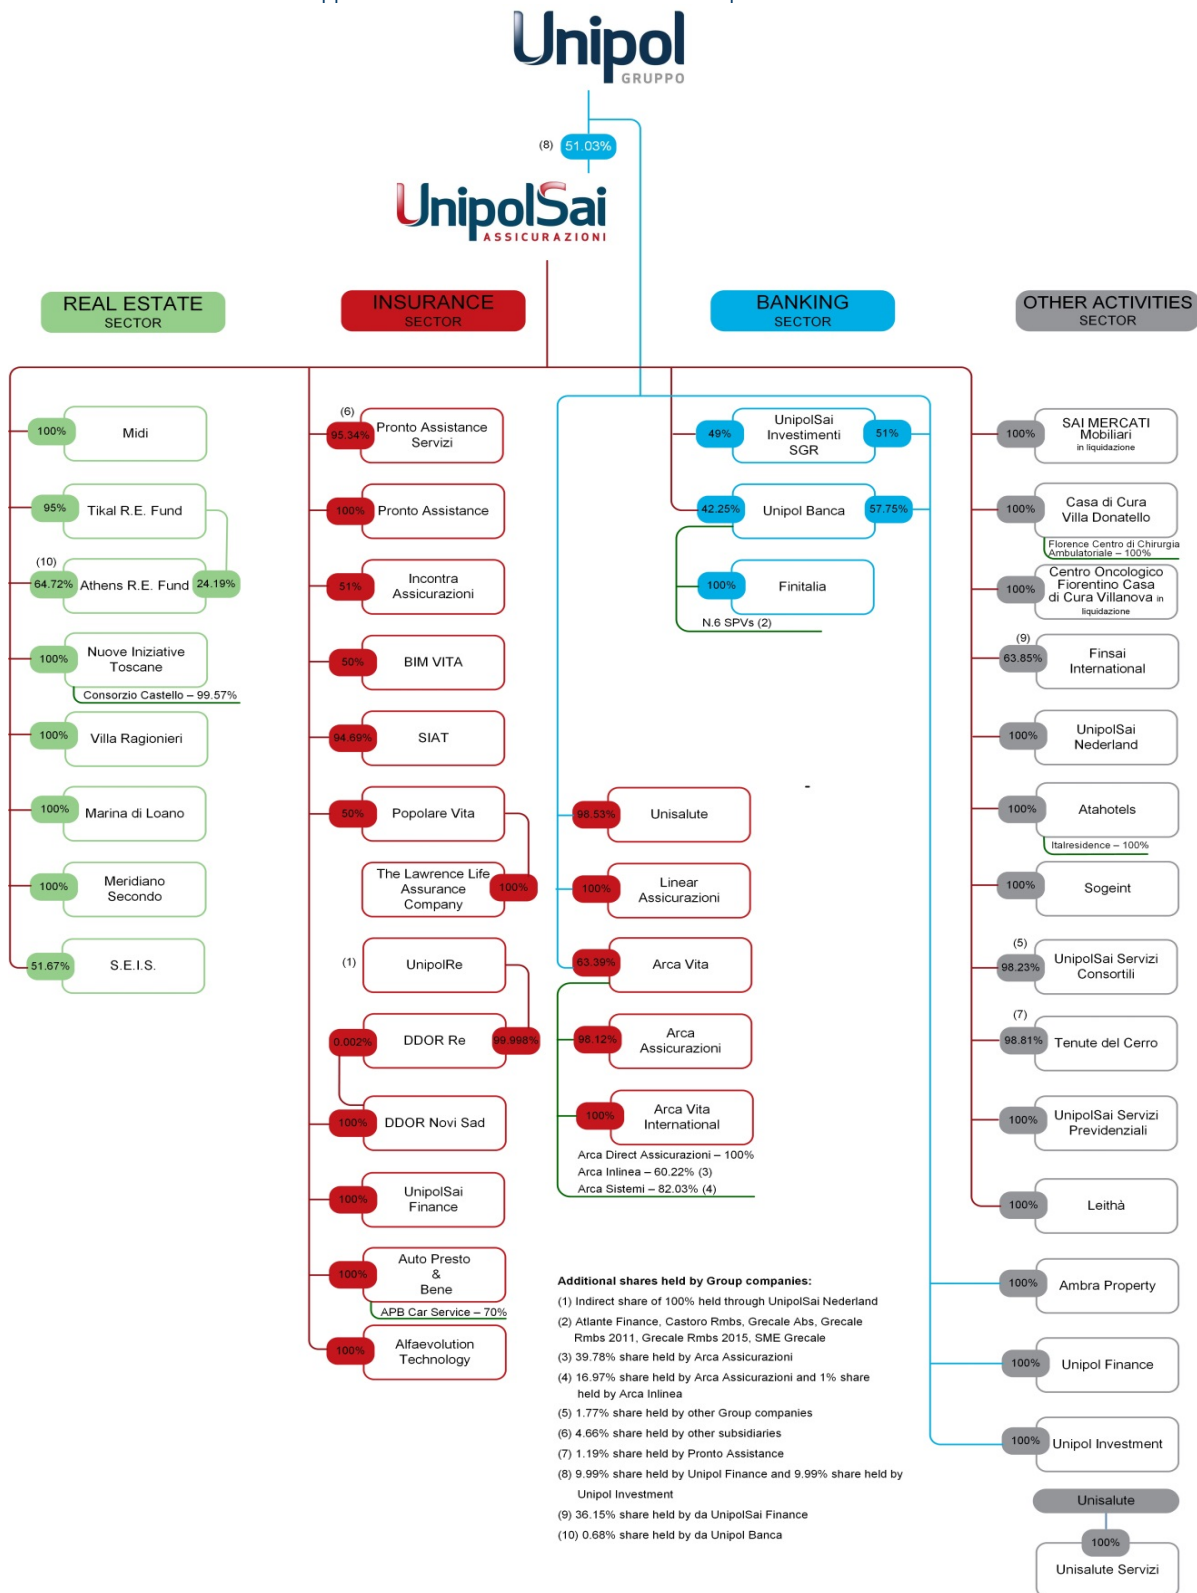 Unipol
GRUPPO
(8) 51.03%
UnipolSai
ASSICURAZIONI
REAL ESTATE
SECTOR
INSURANCE
SECTOR
BANKING
SECTOR
OTHER ACTIVITIES
SECTOR
100% Midi
95% Tikal R.E. Fund
(10)
64.72% Athens R.E. Fund 24.19%
100% Nuove Iniziative
Toscane
Consorzio Castello – 99.57%
100% Villa Ragionieri
100% Marina di Loano
100% Meridiano
Secondo
51.67% S.E.I.S.
(6)
95.34% Pronto Assistance
Servizi
100% Pronto Assistance
51% Incontra
Assicurazioni
50% BIM VITA
94.69% SIAT
50% Popolare Vita
The Lawrence Life
Assurance
Company
100%
(1) UnipolRe
0.002% DDOR Re 99.998%
100% DDOR Novi Sad
100% UnipolSai
Finance
100% Auto Presto
&
Bene
APB Car Service – 70%
100% Alfaevolution
Technology
49% UnipolSai
Investimenti
SGR
51%
42.25% Unipol Banca 57.75%
100% Finitalia
N.6 SPVs (2)
-
98.53% Unisalute
100% Linear
Assicurazioni
63.39% Arca Vita
98.12% Arca
Assicurazioni
100% Arca Vita
International
Arca Direct Assicurazioni – 100%
Arca Inlinea – 60.22% (3)
Arca Sistemi – 82.03% (4)
100% SAI MERCATI
Mobiliari
in liquidazione
100% Casa di Cura
Villa Donatello
Florence Centro di Chirurgia
Ambulatoriale – 100%
100% Centro Oncologico
Fiorentino Casa
di Cura Villanova in
liquidazione
(9)
63.85% Finsai
International
100% UnipolSai
Nederland
100% Atahotels
Italresidence – 100%
100% Sogeint
(5)
98.23% UnipolSai Servizi
Consortili
(7)
98.81% Tenute del Cerro
100% UnipolSai Servizi
Previdenziali
100% Leithà
100% Ambra Property
100% Unipol Finance
100% Unipol Investment
Unisalute
100%
Unisalute Servizi
Additional shares held by Group companies:
(1) Indirect share of 100% held through UnipolSai Nederland
(2) Atlante Finance, Castoro Rmbs, Grecale Abs, Grecale
Rmbs 2011, Grecale Rmbs 2015, SME Grecale
(3) 39.78% share held by Arca Assicurazioni
(4) 16.97% share held by Arca Assicurazioni and 1% share
held by Arca Inlinea
(5) 1.77% share held by other Group companies
(6) 4.66% share held by other subsidiaries
(7) 1.19% share held by Pronto Assistance
(8) 9.99% share held by Unipol Finance and 9.99% share held by
Unipol Investment
(9) 36.15% share held by da UnipolSai Finance
(10) 0.68% share held by da Unipol Banca